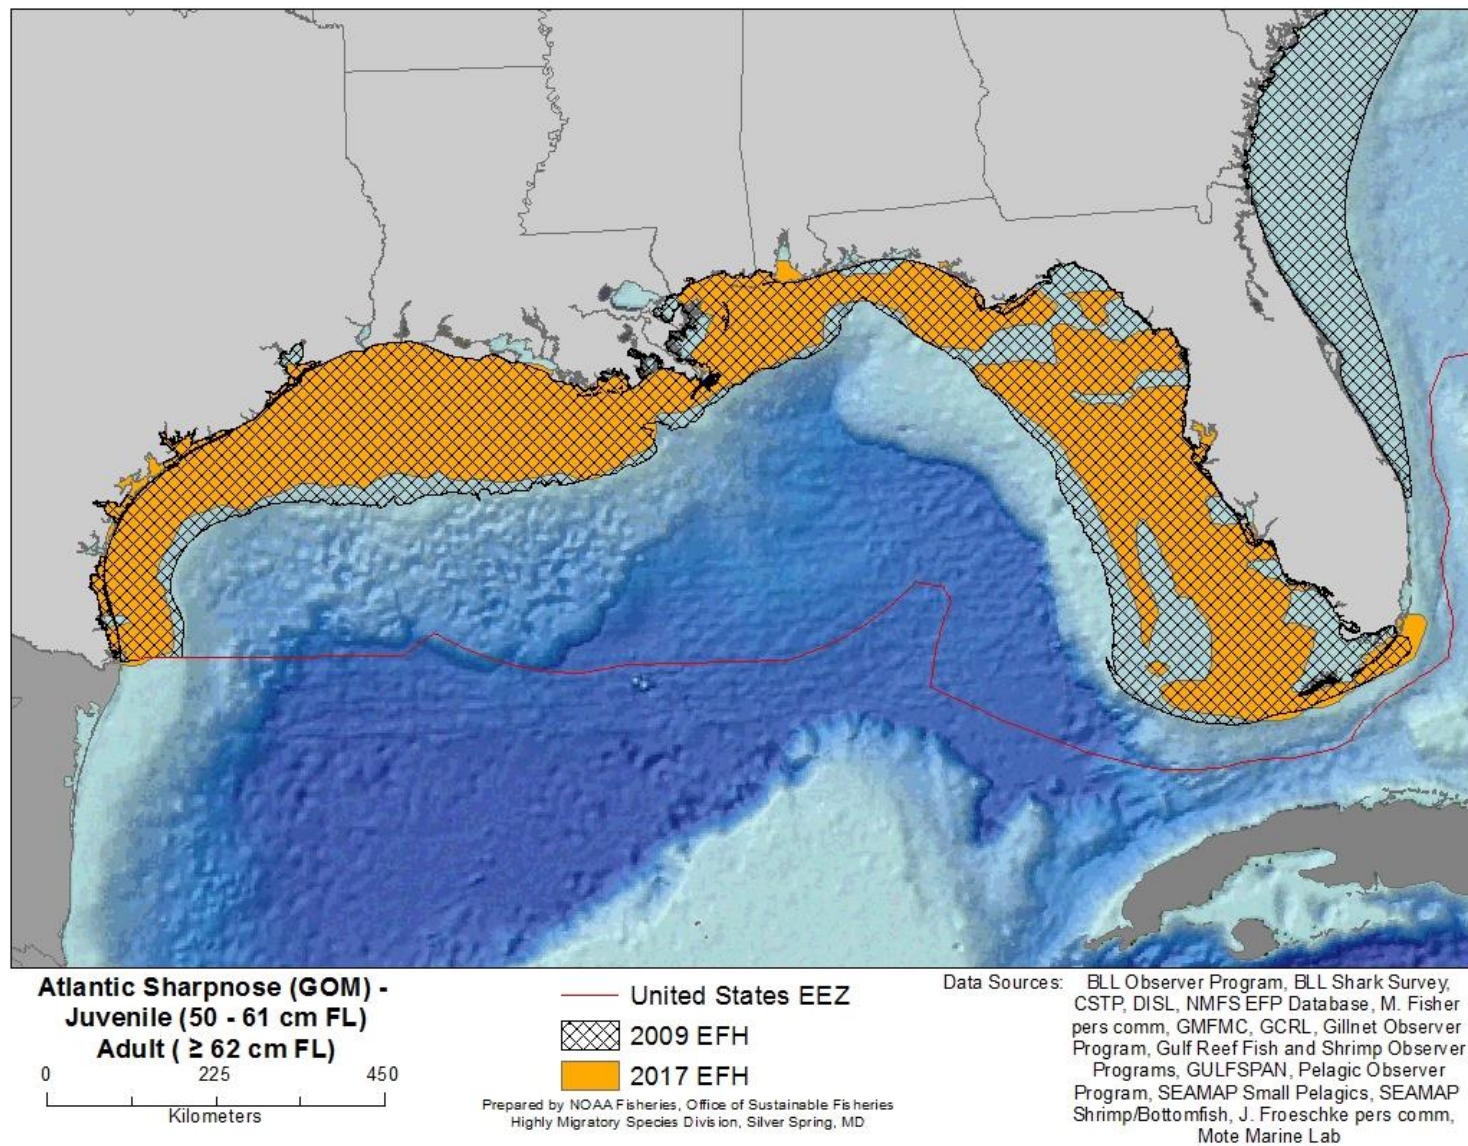 Atlantic Sharpnose (GOM) -
Juvenile (50 - 61 cm FL)
Adult ( ≥ 62 cm FL)
0 225 450
Kilometers
United States EEZ
2009 EFH
2017 EFH
Prepared by NOAA Fisheries, Office of Sustainable Fisheries
Highly Migratory Species Division, Silver Spring, MD
Data Sources: BLL Observer Program, BLL Shark Survey,
CSTP, DISL, NMFS EFP Database, M. Fisher
pers comm, GMFMC, GCRL, Gillnet Observer
Program, Gulf Reef Fish and Shrimp Observer
Programs, GULFSPAN, Pelagic Observer
Program, SEAMAP Small Pelagics, SEAMAP
Shrimp/Bottomfish, J. Froeschke pers comm,
Mote Marine Lab